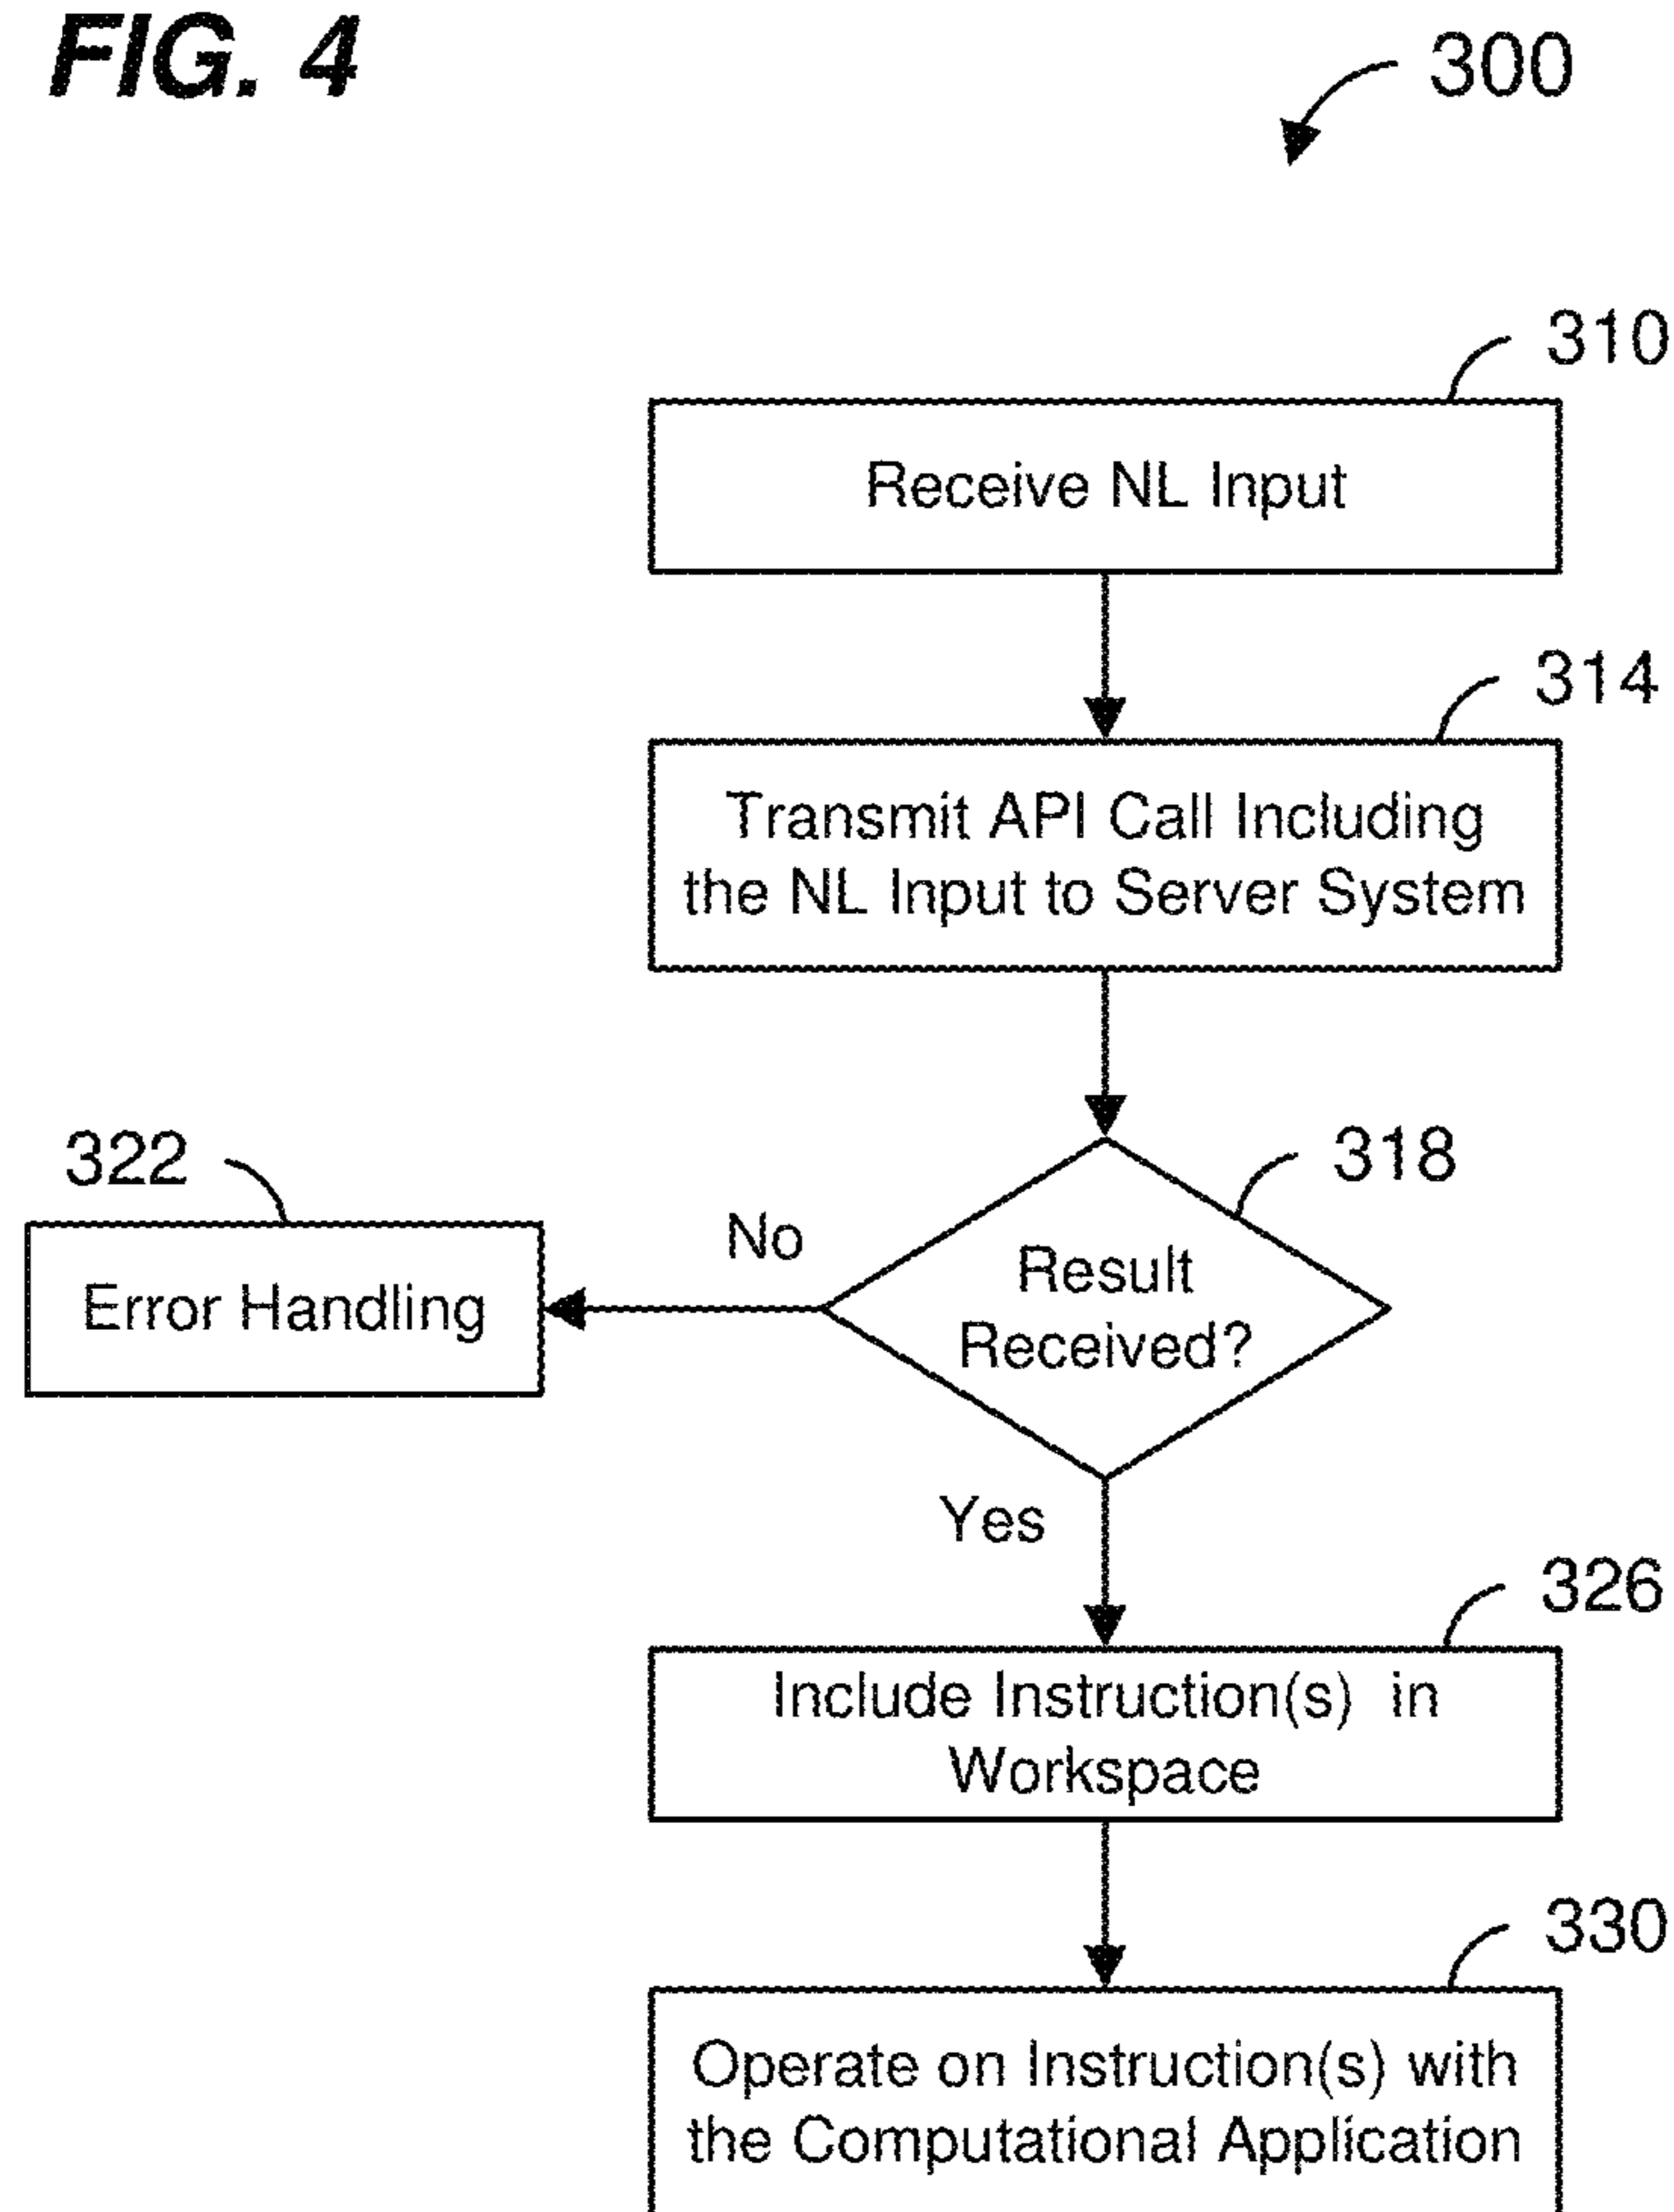 FIG. 4
300
310
Receive NL Input
314
Transmit API Call Including
the NL Input to Server System
322
318
No
Error Handling
Result
Received?
Yes
326
Include Instruction(s) in
Workspace
330
Operate on Instruction(s) with
the Computational Application